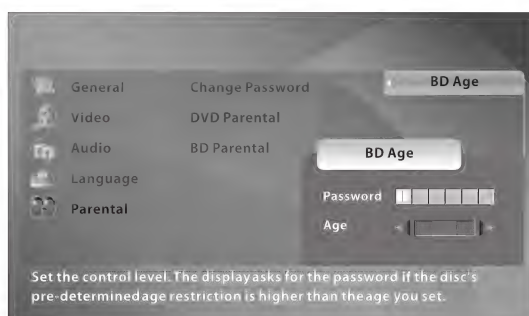 BD Age
General Change Password
Video DVD Parental
Audio BD Parental
BD Age
Language
Password
Parental
Age
Set the control level. The display asks for the password if the disc's
pre-determined age restriction is higher than the age you set.